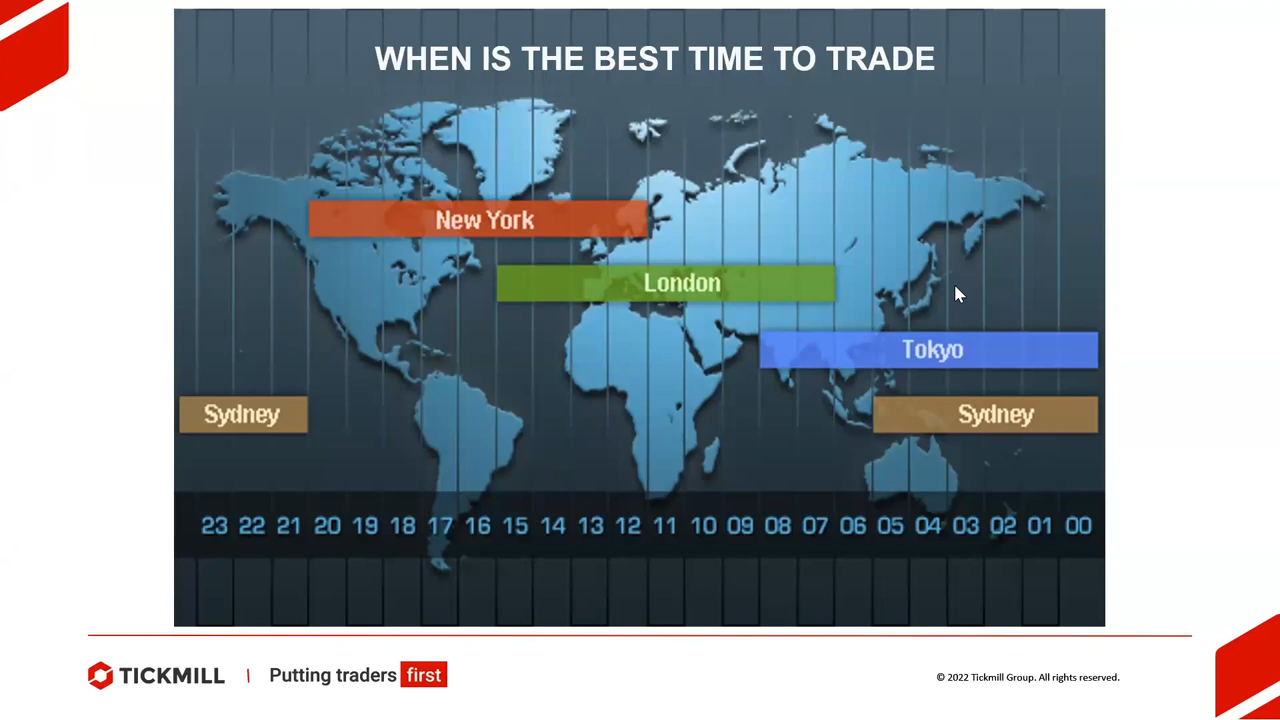 WHEN IS THE BEST TIME TO TRADE
New York
London
Tokyo
Sydney Sydney
23 22 21 20 19 18 17 16 15 14 13 12 11 10 09 08 07 06 05 04 03 02 01 00
TICKMILL | Putting traders first
© 2022 Tickmill Group. All rights reserved.